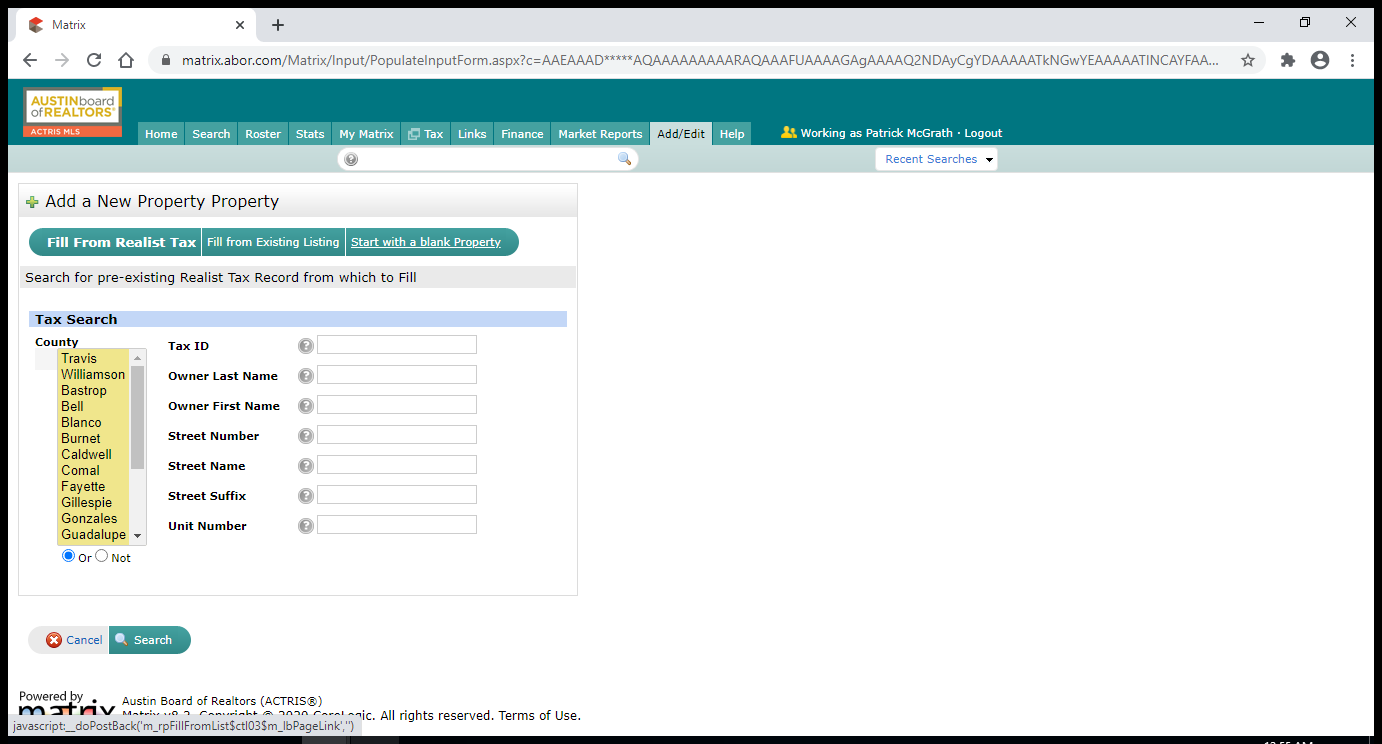 Matrix
matrix.abor.com/Matrix/Input/PopulateInputForm.aspx?c=AAEAAAD*****AQAAAAAAAAARAQAAAFUAAAAGAgAAAAQ2NDAyCgYDAAAAATkNGwYEAAAAATINCAYFAA...
AUSTINboard
ofREALTORS®
ACTRIS MLS
Home Search Roster Stats My Matrix Tax Links Finance Market Reports Add/Edit Help Working as Patrick McGrath · Logout
Recent Searches
Add a New Property Property
Fill From Realist Tax Fill from Existing Listing Start with a blank Property
Search for pre-existing Realist Tax Record from which to Fill
Tax Search
County
Travis
Williamson
Bastrop
Bell
Blanco
Burnet
Caldwell
Comal
Fayette
Gillespie
Gonzales
Guadalupe
Or Not
Tax ID
Owner Last Name
Owner First Name
Street Number
Street Name
Street Suffix
Unit Number
Cancel Search
Powered by
matrix
Austin Board of Realtors (ACTRIS®)
Matrix v8.2. Copyright © 2020 CoreLogic. All rights reserved. Terms of Use.
javascript:__doPostBack('m_rpFillFromList$ctl03$m_lbPageLink','')